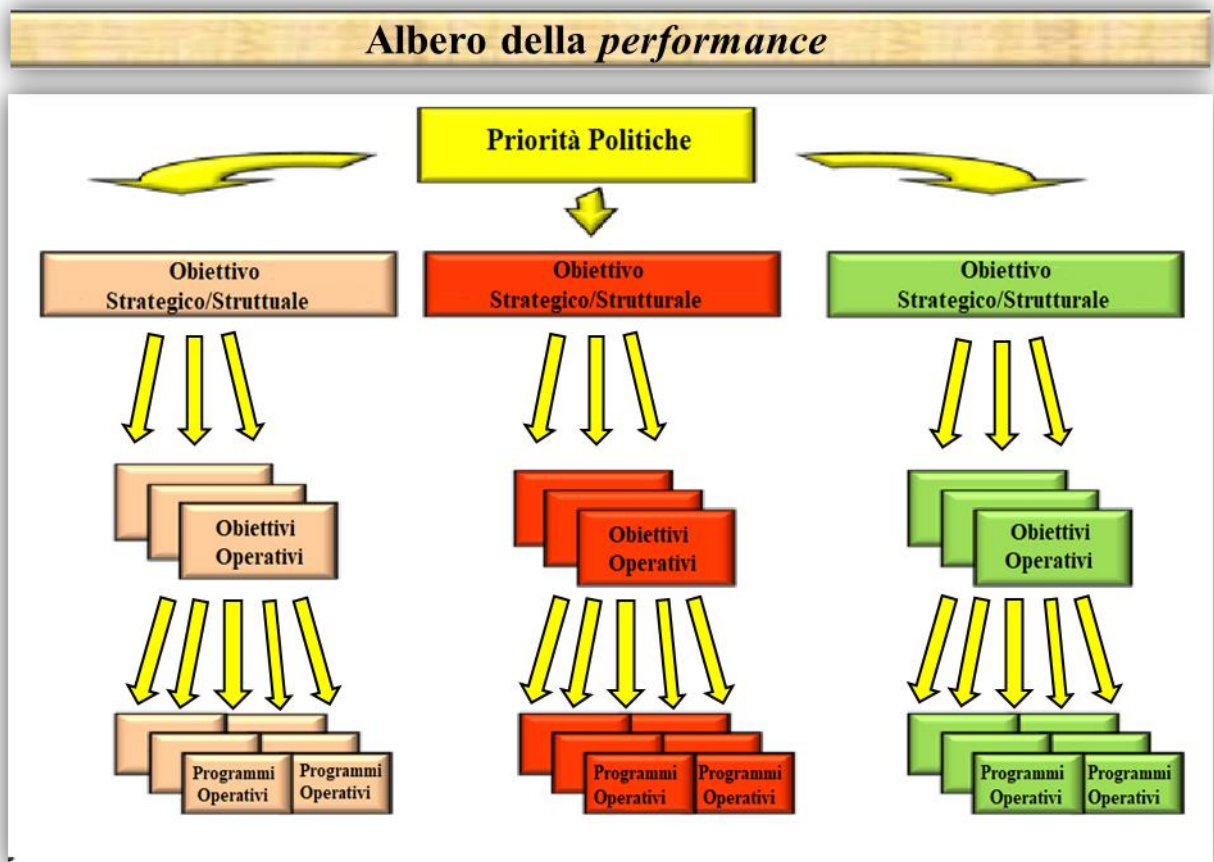 Albero della performance
Priorità Politiche
Obiettivo
Strategico/Struttuale
Obiettivo
Strategico/Strutturale
Obiettivo
Strategico/Strutturale
Obiettivi
Operativi
Obiettivi
Operativi
Obiettivi
Operativi
Programmi
Operativi
Programmi
Operativi
Programmi
Operativi
Programmi
Operativi
Programmi
Operativi
Programmi
Operativi